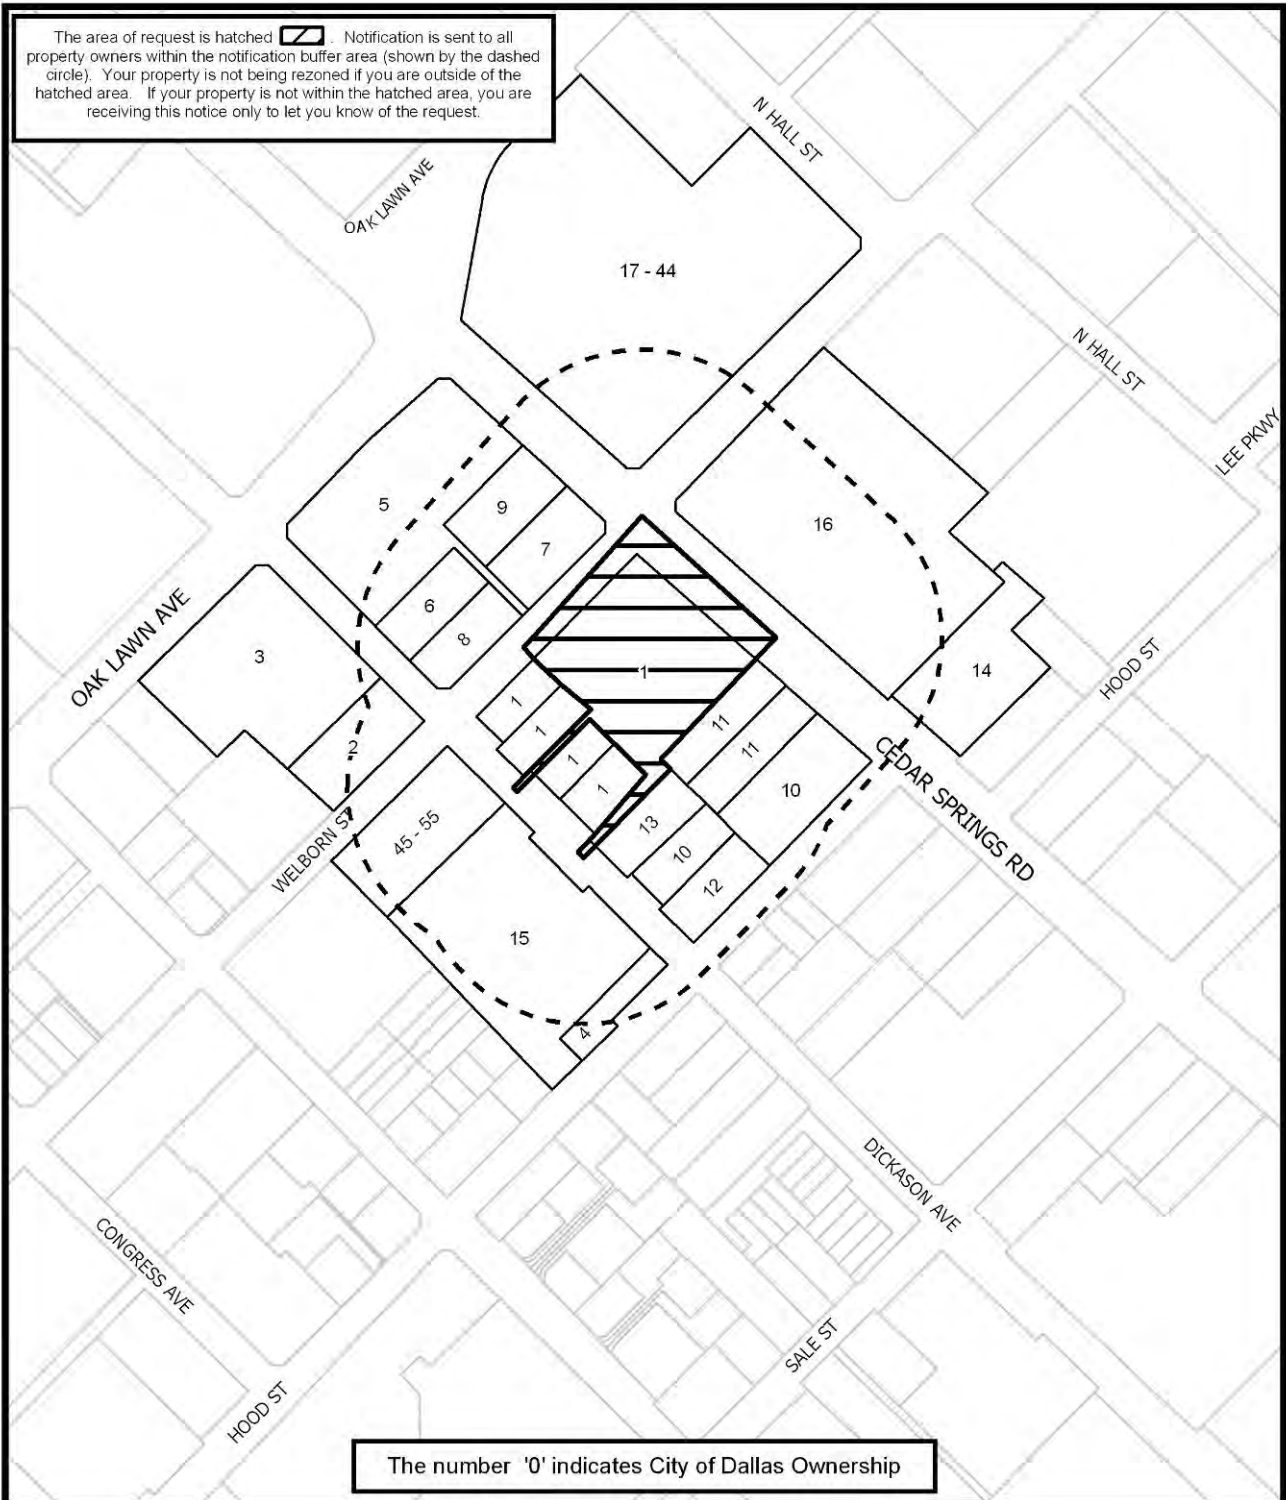 The area of request is hatched . Notification is sent to all
property owners within the notification buffer area (shown by the dashed
circle). Your property is not being rezoned if you are outside of the
hatched area. If your property is not within the hatched area, you are
receiving this notice only to let you know of the request.
N HALL ST
OAK LAWN AVE
17 - 44
N HALL ST
LEE PKWY
5
9
16
7
6
8
OAK LAWN AVE
3
1
14
HOOD ST
1
11
1
11
2
CEDAR SPRINGS RD
1
1
10
45 - 55
13
WELBORN ST
10
12
15
4
DICKASON AVE
CONGRESS AVE
SALE ST
HOOD ST
The number '0' indicates City of Dallas Ownership